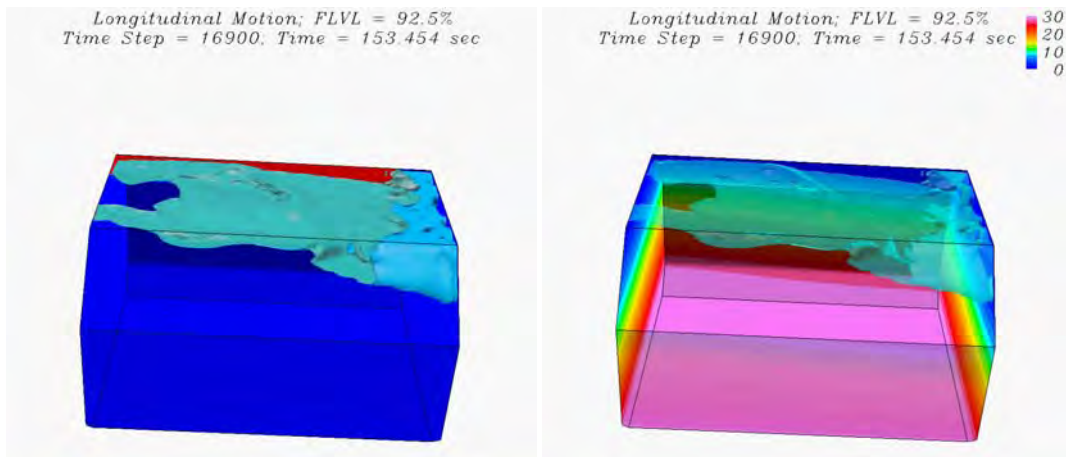 Longitudinal Motion; FLVL = 92.5%
Time Step = 16900, Time = 153.454 sec
Longitudinal Motion; FLVL = 92.5%
Time Step = 16900, Time = 153.454 sec
30
20
10
0